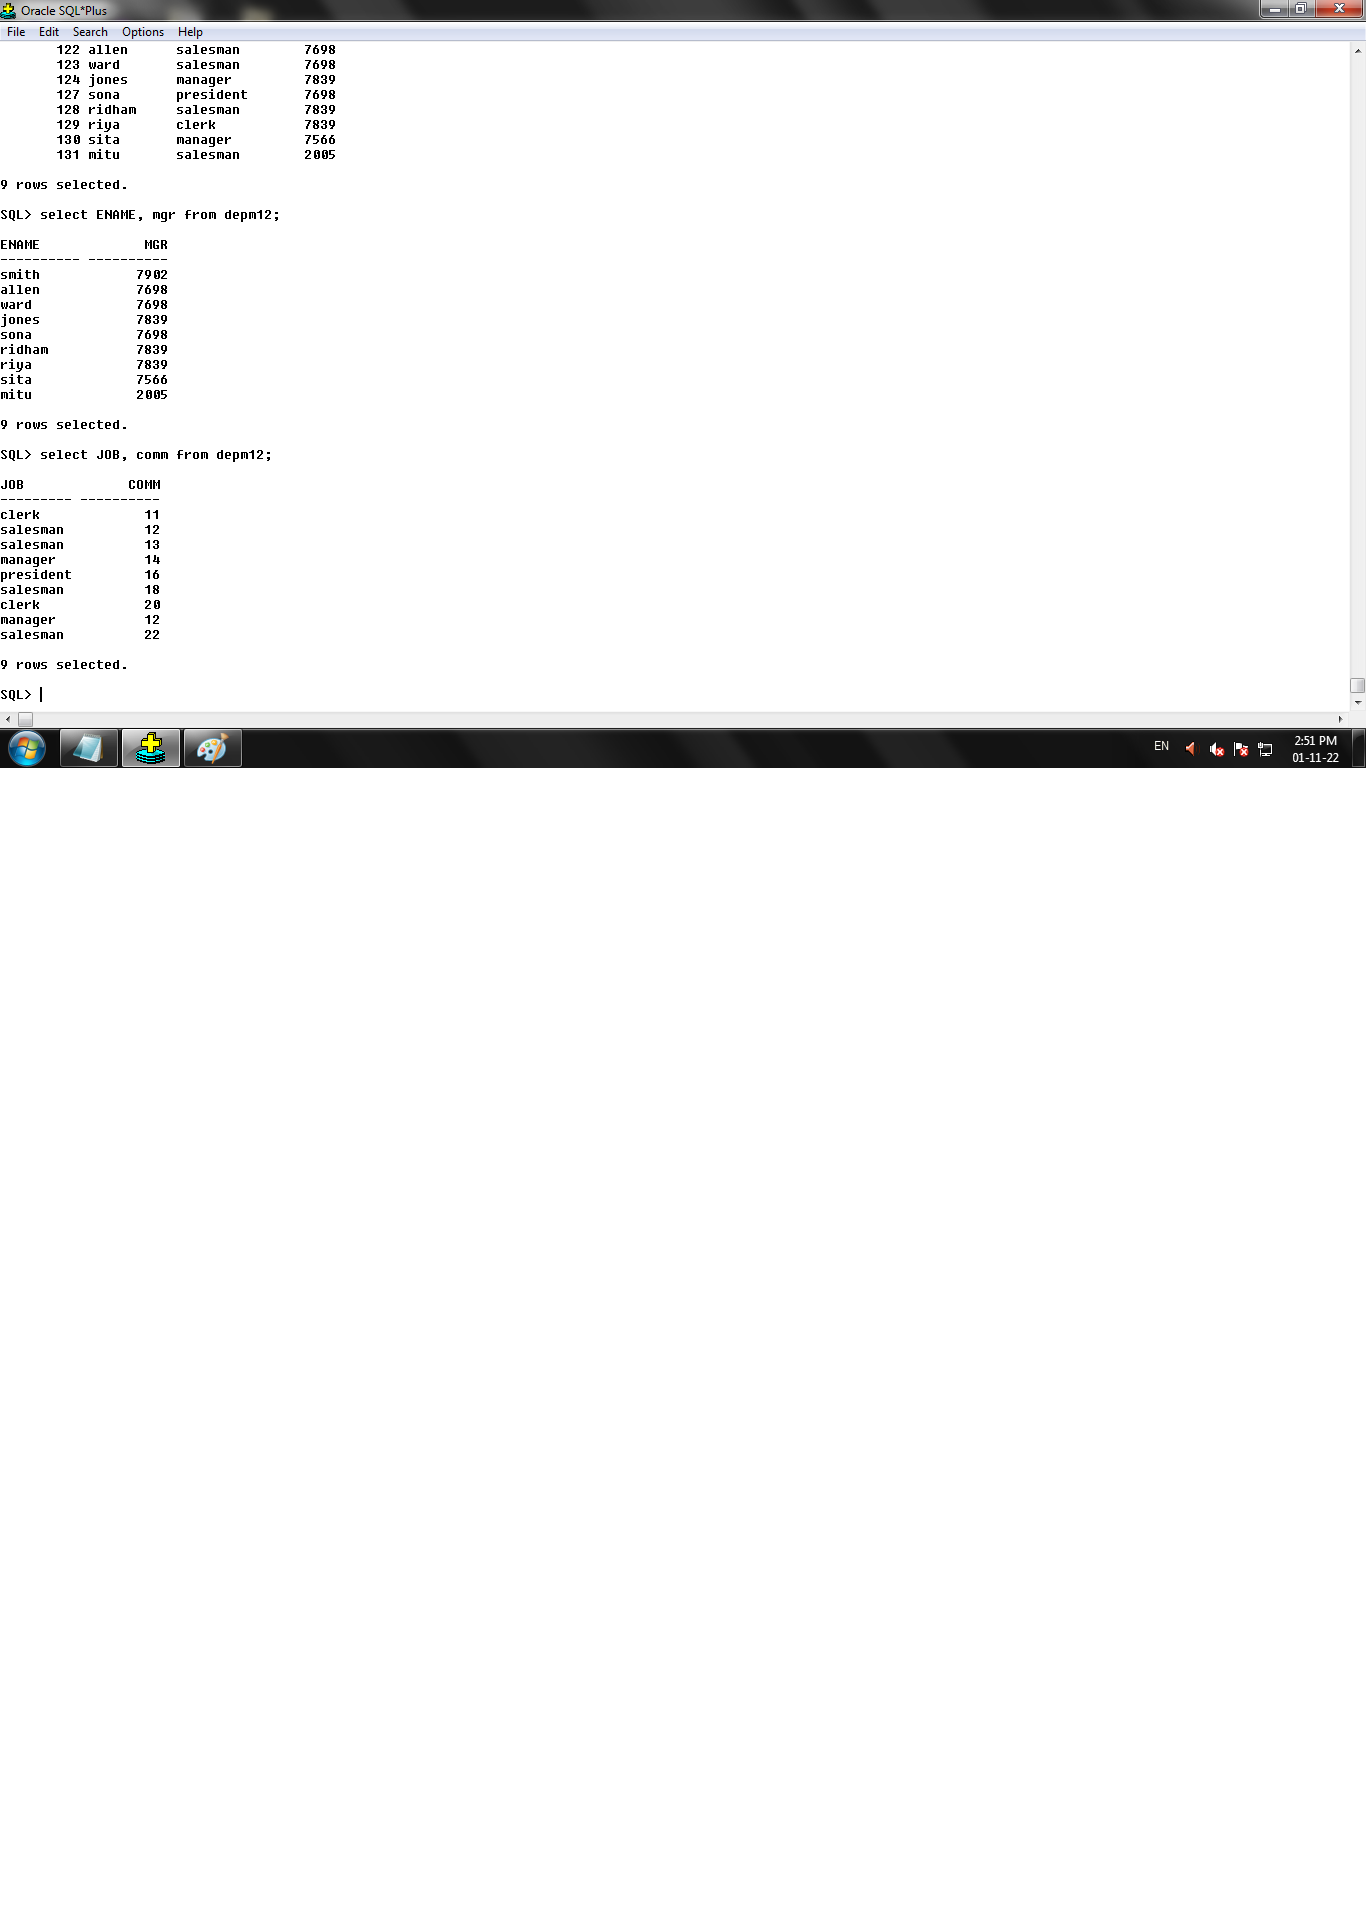 Oracle SQL*Plus
File Edit Search Options Help
122 allen salesman 7698
123 ward salesman 7698
124 jones manager 7839
127 sona president 7698
128 ridham salesman 7839
129 riya clerk 7839
130 sita manager 7566
131 mitu salesman 2005
9 rows selected.
SQL> select ENAME, mgr from depm12;
ENAME MGR
---------- ----------
smith 7902
allen 7698
ward 7698
jones 7839
sona 7698
ridham 7839
riya 7839
sita 7566
mitu 2005
9 rows selected.
SQL> select JOB, comm from depm12;
JOB COMM
--------- ----------
clerk 11
salesman 12
salesman 13
manager 14
president 16
salesman 18
clerk 20
manager 12
salesman 22
9 rows selected.
SQL>
EN
2:51 PM
01-11-22